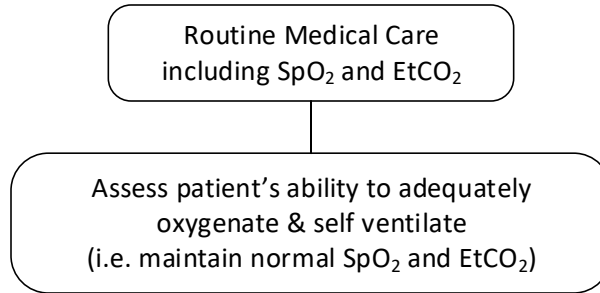 Routine Medical Care
including SpO₂ and EtCO₂
Assess patient’s ability to adequately
oxygenate & self ventilate
(i.e. maintain normal SpO₂ and EtCO₂)